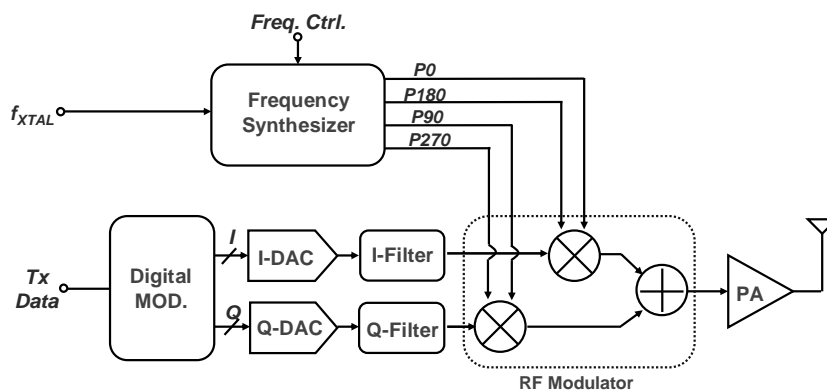 Freq. Ctrl.
f_XTAL
Frequency
Synthesizer
P0
P180
P90
P270
Tx
Data
Digital
MOD.
I
I-DAC
I-Filter
Q
Q-DAC
Q-Filter
PA
RF Modulator